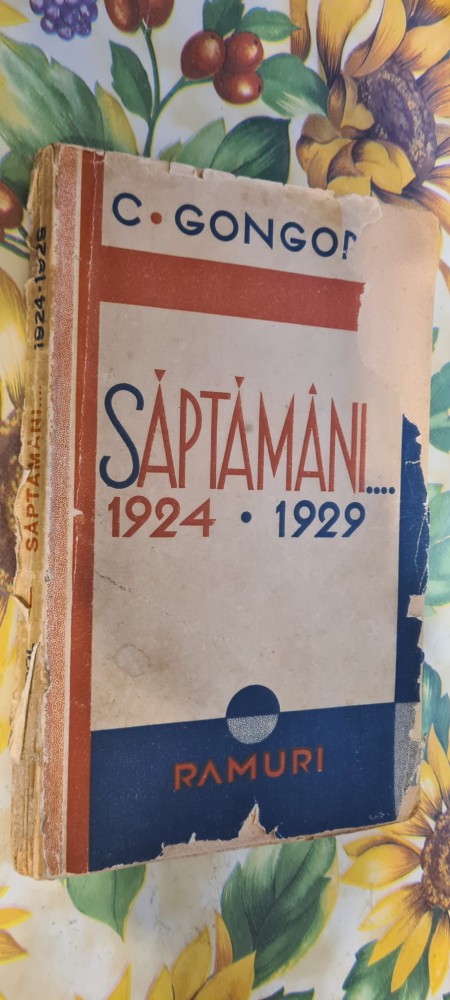 C. GONGOP
SĂPTĂMÂNI....
1924 • 1929
RAMURI
SĂPTĂMÂNI.... 1924-1929